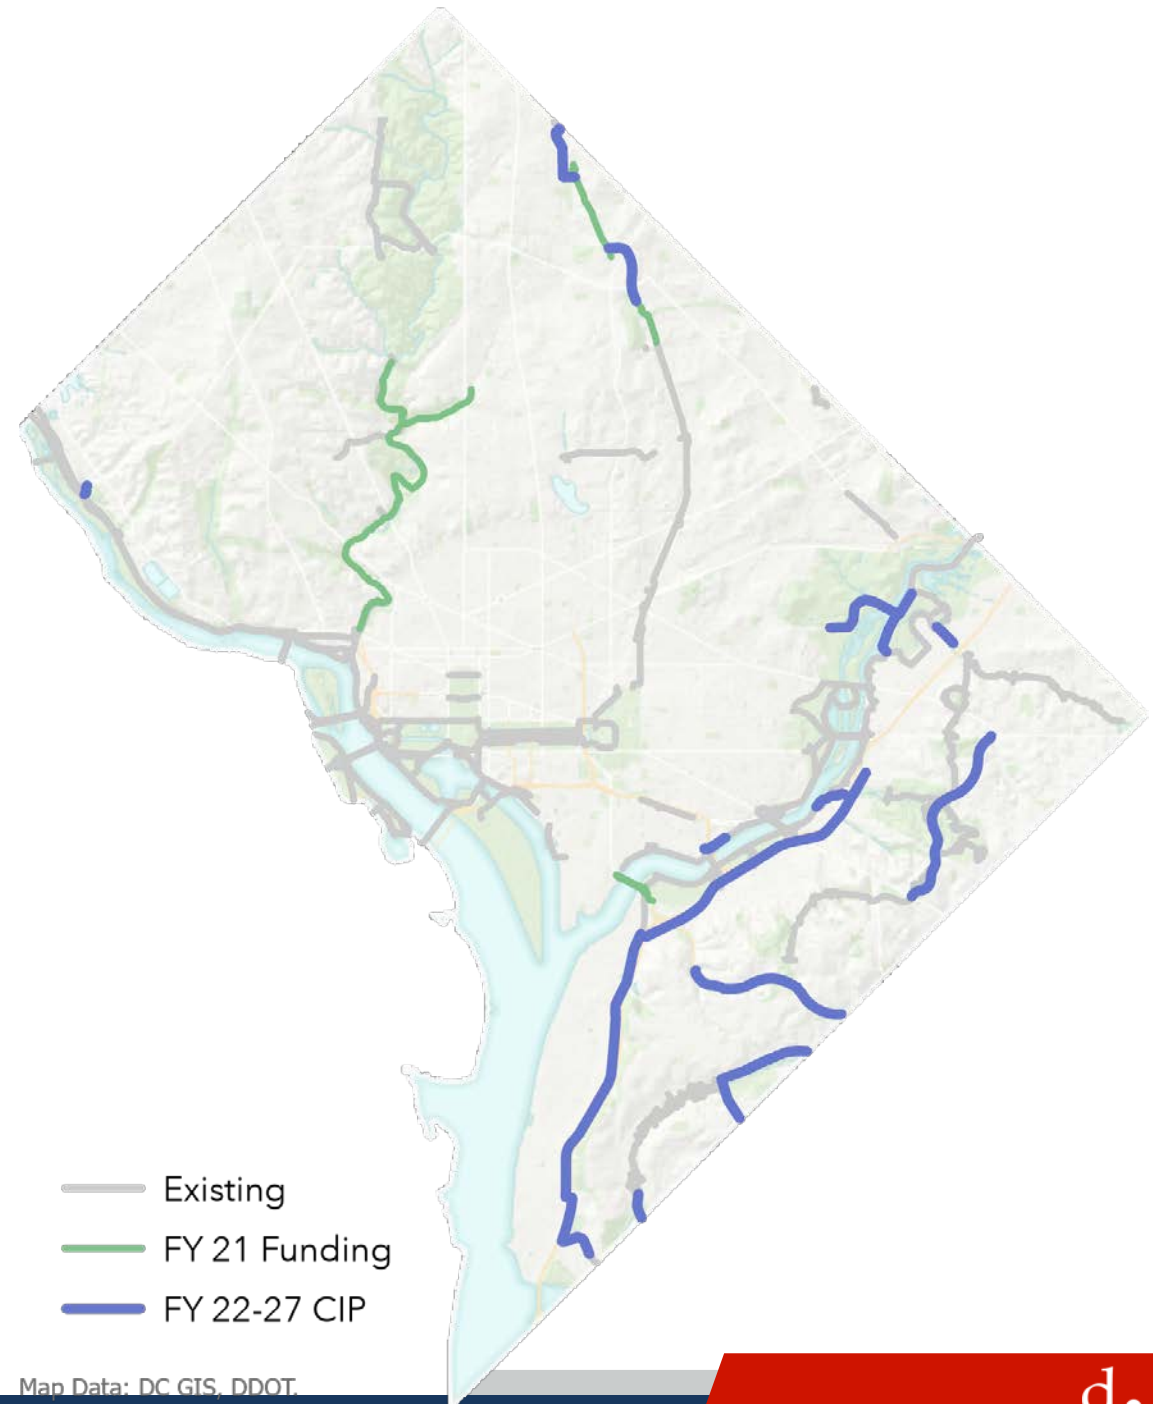 Existing
FY 21 Funding
FY 22-27 CIP
Map Data: DC GIS, DDOT.
d.